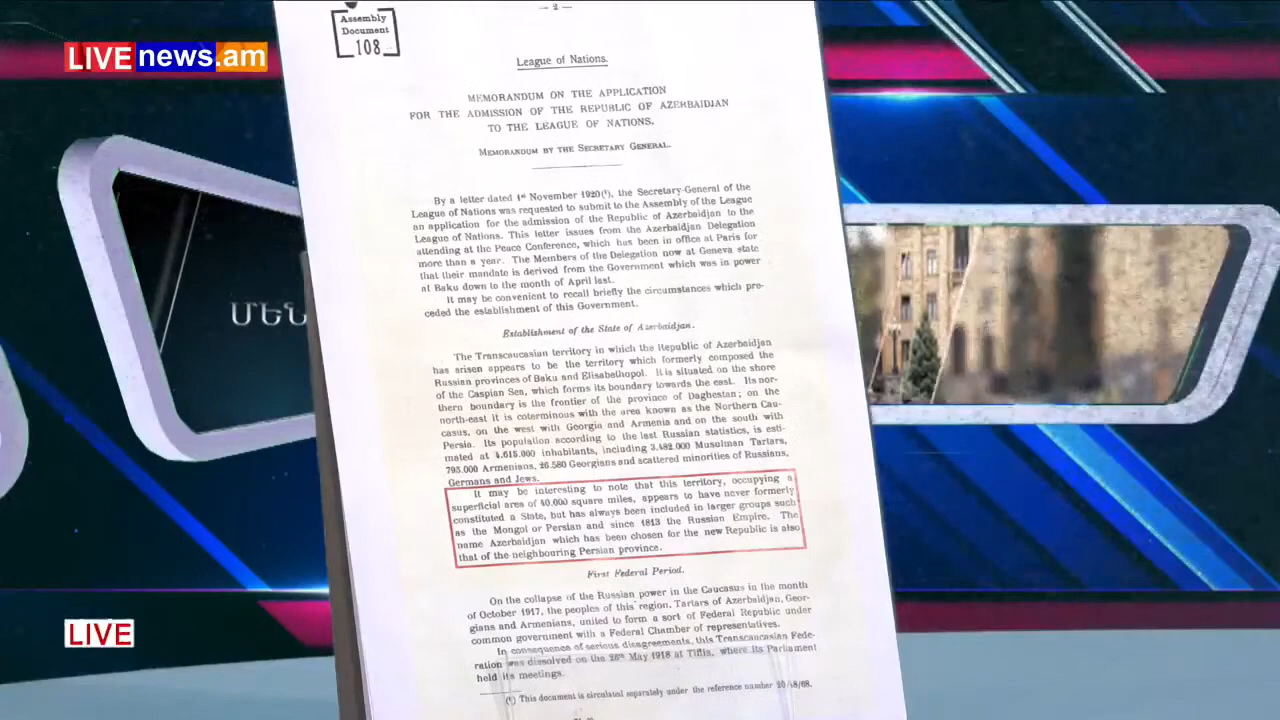 — 2 —
Assembly
Document
108
LIVE news.am
League of Nations.
MEMORANDUM ON THE APPLICATION
FOR THE ADMISSION OF THE REPUBLIC OF AZERBAIDJAN
TO THE LEAGUE OF NATIONS.
MEMORANDUM BY THE SECRETARY GENERAL.
By a letter dated 1st November 1920(¹), the Secretary-General of the
League of Nations was requested to submit to the Assembly of the League
an application for the admission of the Republic of Azerbaidjan to the
League of Nations. This letter issues from the Azerbaidjan Delegation
attending at the Peace Conference, which has been in office at Paris for
more than a year. The Members of the Delegation now at Geneva state
that their mandate is derived from the Government which was in power
at Baku down to the month of April last.
It may be convenient to recall briefly the circumstances which pre-
ceded the establishment of this Government.
ՄԵՆ
Establishment of the State of Azerbaidjan.
The Transcaucasian territory in which the Republic of Azerbaidjan
has arisen appears to be the territory which formerly composed the
Russian provinces of Baku and Elisabethopol. It is situated on the shore
of the Caspian Sea, which forms its boundary towards the east. Its nor-
thern boundary is the frontier of the province of Daghestan; on the
north-east it is coterminous with the area known as the Northern Cau-
casus, on the west with Georgia and Armenia and on the south with
Persia. Its population according to the last Russian statistics, is esti-
mated at 4.615.000 inhabitants, including 3.482.000 Musulman Tartars,
795.000 Armenians, 26.580 Georgians and scattered minorities of Russians,
Germans and Jews.
It may be interesting to note that this territory, occupying a
superficial area of 40.000 square miles, appears to have never formerly
constituted a State, but has always been included in larger groups such
as the Mongol or Persian and since 1813 the Russian Empire. The
name Azerbaidjan which has been chosen for the new Republic is also
that of the neighbouring Persian province.
First Federal Period.
On the collapse of the Russian power in the Caucasus in the month
of October 1917, the peoples of this region, Tartars of Azerbaidjan, Geor-
gians and Armenians, united to form a sort of Federal Republic under
common government with a Federal Chamber of representatives.
In consequence of serious disagreements, this Transcaucasian Fede-
ration was dissolved on the 26th May 1918 at Tiflis, where its Parliament
held its meetings.
(¹) This document is circulated separately under the reference number 20/48/68.
LIVE